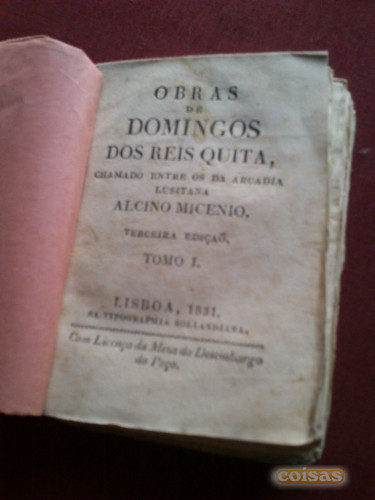 OBRAS
DE
DOMINGOS
DOS REIS QUITA,
CHAMADO ENTRE OS DA ARCADIA
LUSITANA
ALCINO MICENIO,
TERCEIRA EDIÇAÕ,
TOMO I.
LISBOA, 1831.
NA TYPOGRAPHIA ROLLANDIANA,
Com Licença da Meza do Desembargo
do Paço.
coisas